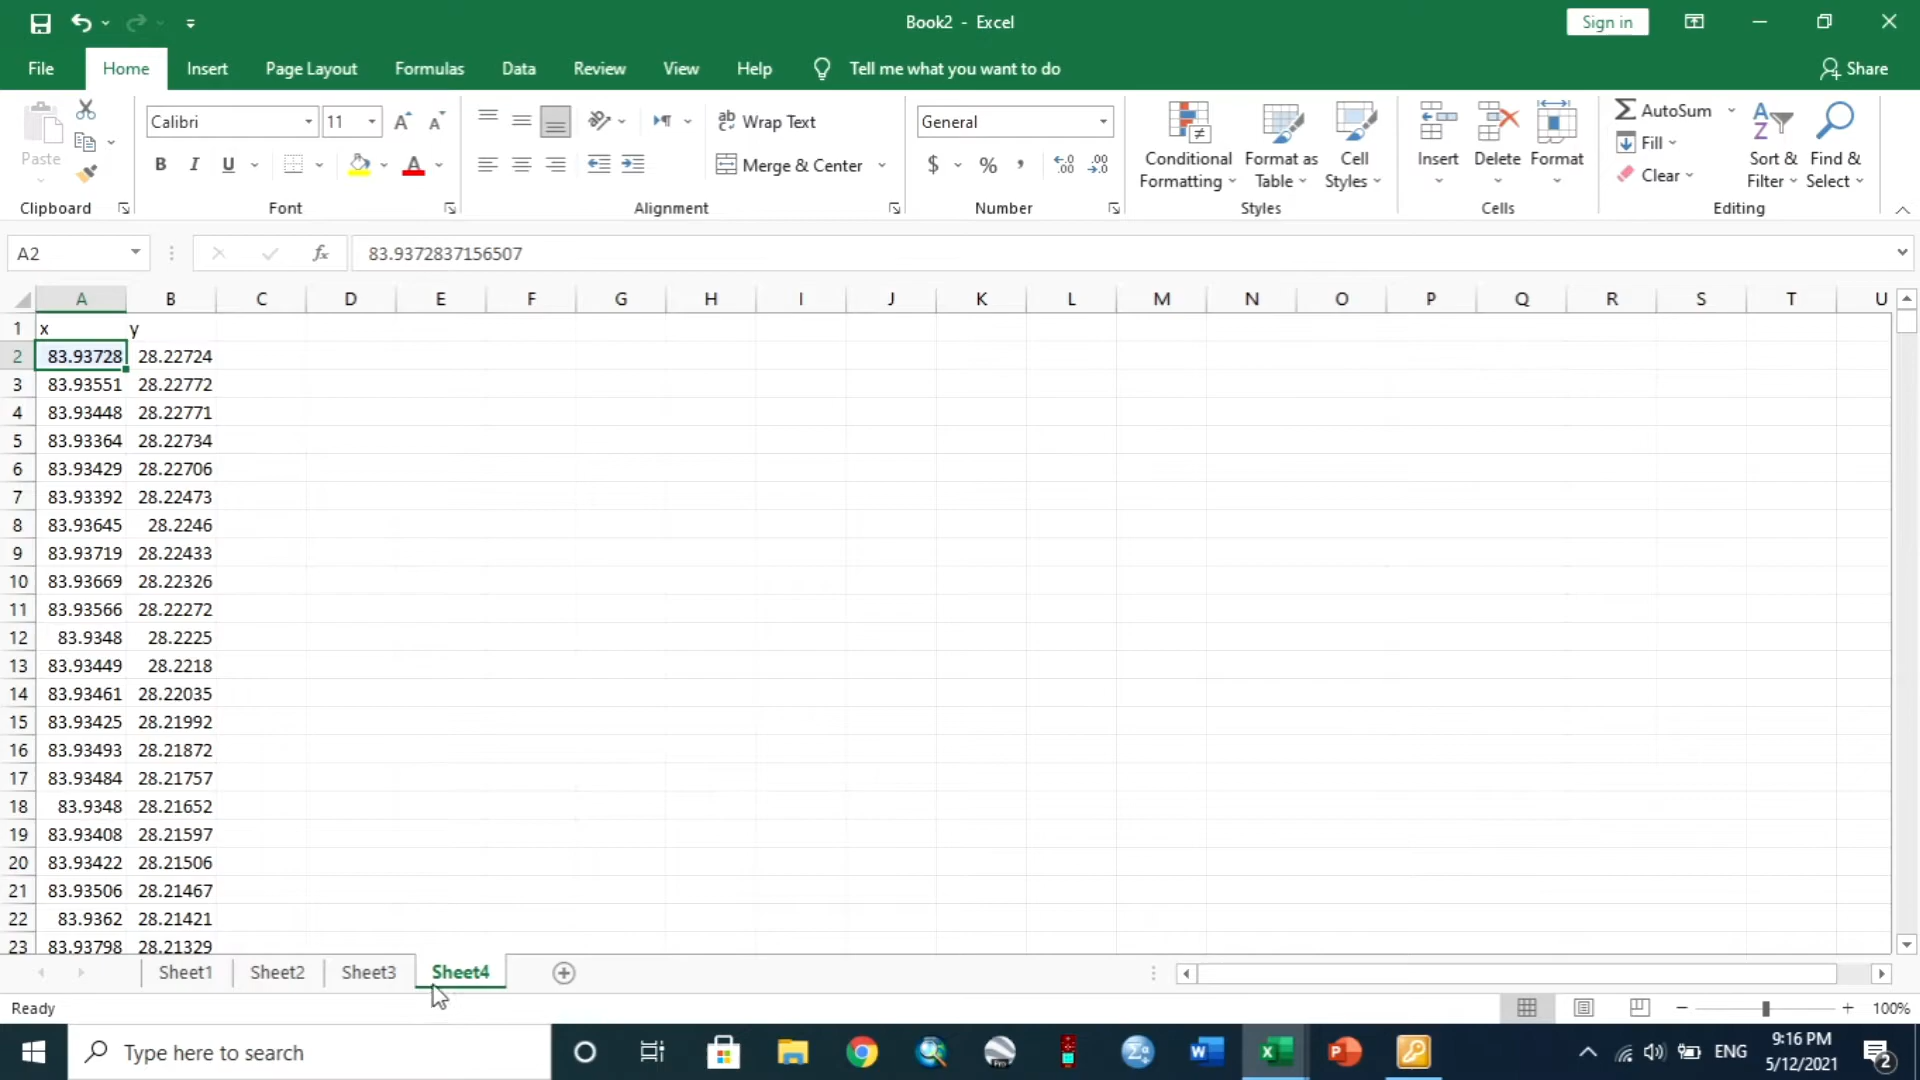 Book2 - Excel
Sign in
File Home Insert Page Layout Formulas Data Review View Help Tell me what you want to do Share
Paste
Calibri 11
B I U
Wrap Text
Merge & Center
General
$ % ,
Conditional Formatting
Format as Table
Cell Styles
Insert
Delete
Format
AutoSum
Fill
Clear
Sort & Filter
Find & Select
Clipboard Font Alignment Number Styles Cells Editing
A2 fx 83.9372837156507
A B C D E F G H I J K L M N O P Q R S T U
1 x y
2 83.93728 28.22724
3 83.93551 28.22772
4 83.93448 28.22771
5 83.93364 28.22734
6 83.93429 28.22706
7 83.93392 28.22473
8 83.93645 28.2246
9 83.93719 28.22433
10 83.93669 28.22326
11 83.93566 28.22272
12 83.9348 28.2225
13 83.93449 28.2218
14 83.93461 28.22035
15 83.93425 28.21992
16 83.93493 28.21872
17 83.93484 28.21757
18 83.9348 28.21652
19 83.93408 28.21597
20 83.93422 28.21506
21 83.93506 28.21467
22 83.9362 28.21421
23 83.93798 28.21329
Sheet1 Sheet2 Sheet3 Sheet4
Ready
100%
Type here to search
ENG
9:16 PM
5/12/2021
2